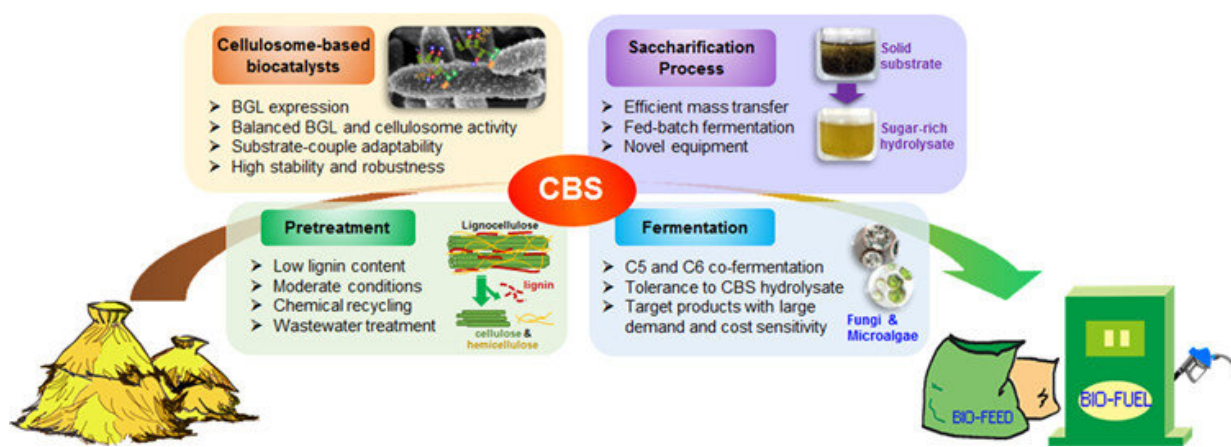 Cellulosome-based
biocatalysts
➤ BGL expression
➤ Balanced BGL and cellulosome activity
➤ Substrate-couple adaptability
➤ High stability and robustness
Saccharification
Process
➤ Efficient mass transfer
➤ Fed-batch fermentation
➤ Novel equipment
Solid
substrate
Sugar-rich
hydrolysate
CBS
Pretreatment
➤ Low lignin content
➤ Moderate conditions
➤ Chemical recycling
➤ Wastewater treatment
Lignocellulose
lignin
cellulose &
hemicellulose
Fermentation
➤ C5 and C6 co-fermentation
➤ Tolerance to CBS hydrolysate
➤ Target products with large
demand and cost sensitivity
Fungi &
Microalgae
BIO-FEED
BIO-FUEL